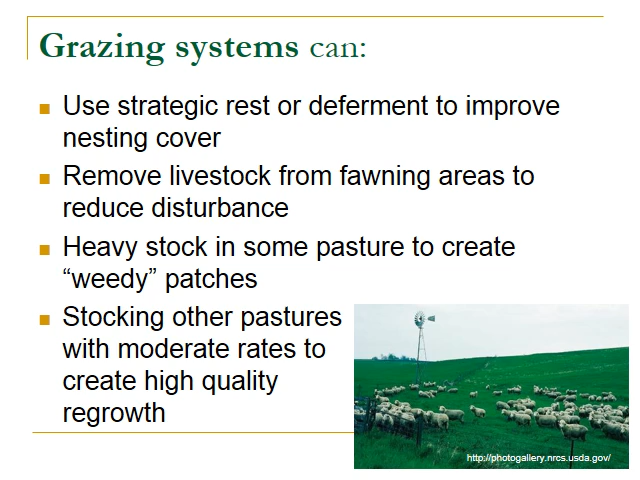 Grazing systems can:
Use strategic rest or deferment to improve
nesting cover
Remove livestock from fawning areas to
reduce disturbance
Heavy stock in some pasture to create
“weedy” patches
Stocking other pastures
with moderate rates to
create high quality
regrowth
http://photogallery.nrcs.usda.gov/